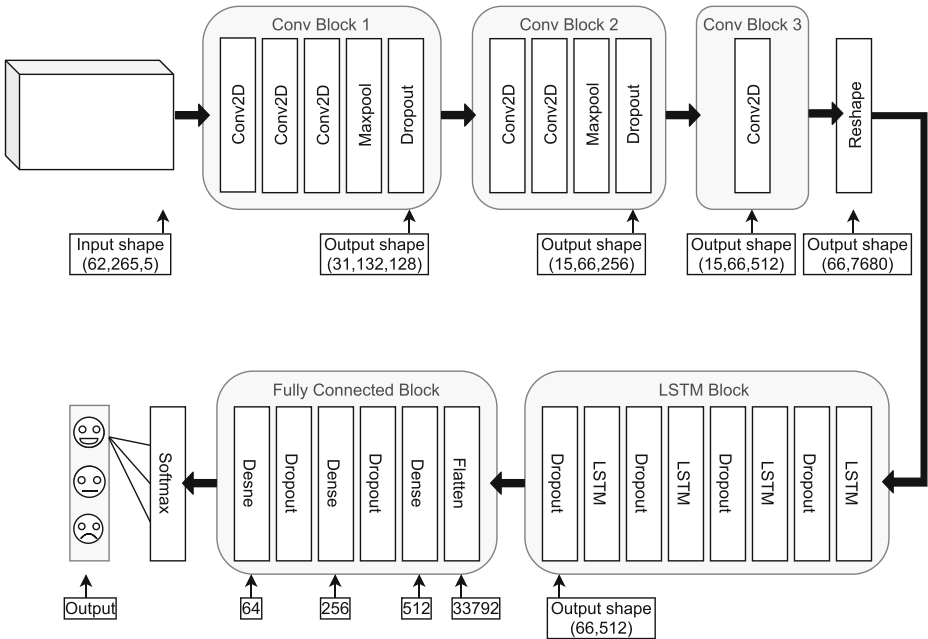 Conv Block 1
Conv2D
Conv2D
Conv2D
Maxpool
Dropout
Conv Block 2
Conv2D
Conv2D
Maxpool
Dropout
Conv Block 3
Conv2D
Reshape
Input shape
(62,265,5)
Output shape
(31,132,128)
Output shape
(15,66,256)
Output shape
(15,66,512)
Output shape
(66,7680)
LSTM Block
LSTM
Dropout
LSTM
Dropout
LSTM
Dropout
LSTM
Dropout
Output shape
(66,512)
Fully Connected Block
Flatten
Dense
Dropout
Dense
Dropout
Desne
33792
512
256
64
Softmax
Output